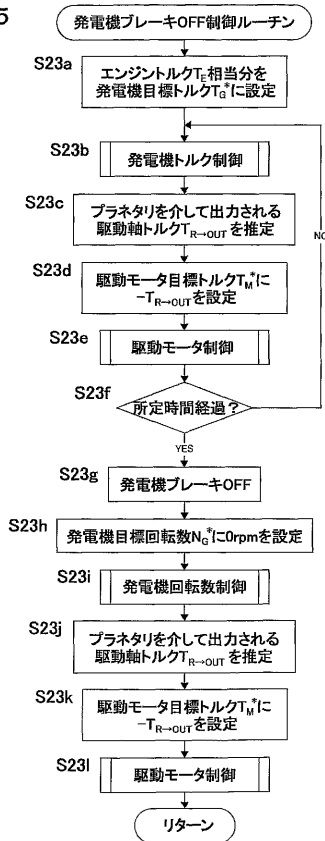 5
発電機ブレーキOFF制御ルーチン
S23a
エンジントルクTE相当分を
発電機目標トルクTG*に設定
S23b
発電機トルク制御
S23c
プラネタリを介して出力される
駆動軸トルクTR→OUTを推定
S23d
駆動モータ目標トルクTM*に
-TR→OUTを設定
S23e
駆動モータ制御
S23f
所定時間経過?
NO
YES
S23g
発電機ブレーキOFF
S23h
発電機目標回転数NG*に0rpmを設定
S23i
発電機回転数制御
S23j
プラネタリを介して出力される
駆動軸トルクTR→OUTを推定
S23k
駆動モータ目標トルクTM*に
-TR→OUTを設定
S23l
駆動モータ制御
リターン